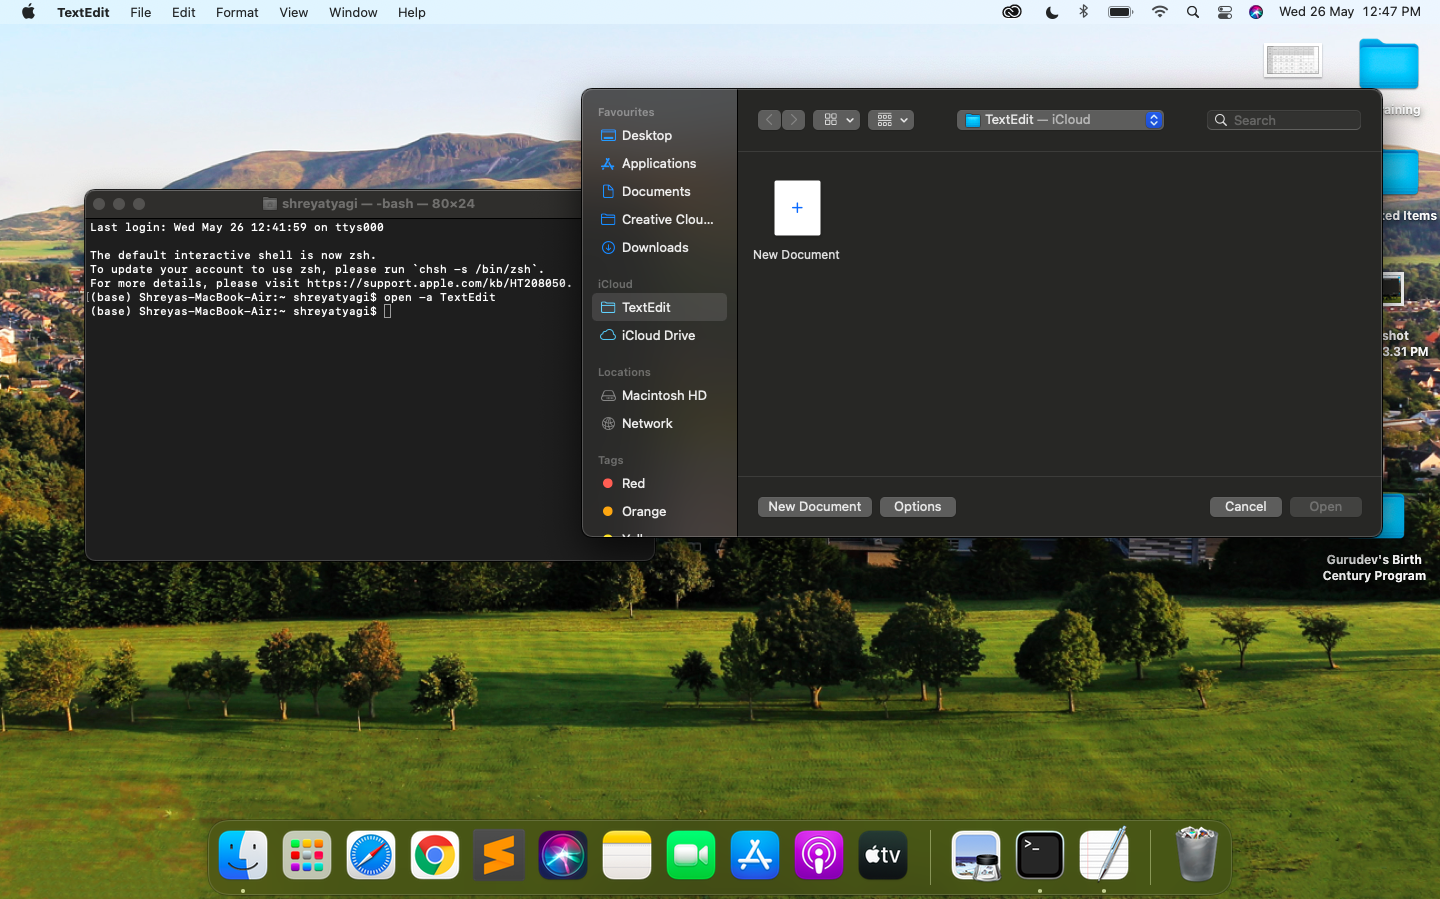 TextEdit File Edit Format View Window Help
Wed 26 May 12:47 PM
shreyatyagi — -bash — 80×24
Last login: Wed May 26 12:41:59 on ttys000
The default interactive shell is now zsh.
To update your account to use zsh, please run `chsh -s /bin/zsh`.
For more details, please visit https://support.apple.com/kb/HT208050.
(base) Shreyas-MacBook-Air:~ shreyatyagi$ open -a TextEdit
(base) Shreyas-MacBook-Air:~ shreyatyagi$
Favourites
Desktop
Applications
Documents
Creative Clou...
Downloads
iCloud
TextEdit
iCloud Drive
Locations
Macintosh HD
Network
Tags
Red
Orange
TextEdit — iCloud
Search
New Document
New Document
Options
Cancel
Open
aining
ted Items
shot
3.31 PM
Gurudev's Birth
Century Program
tv
>_